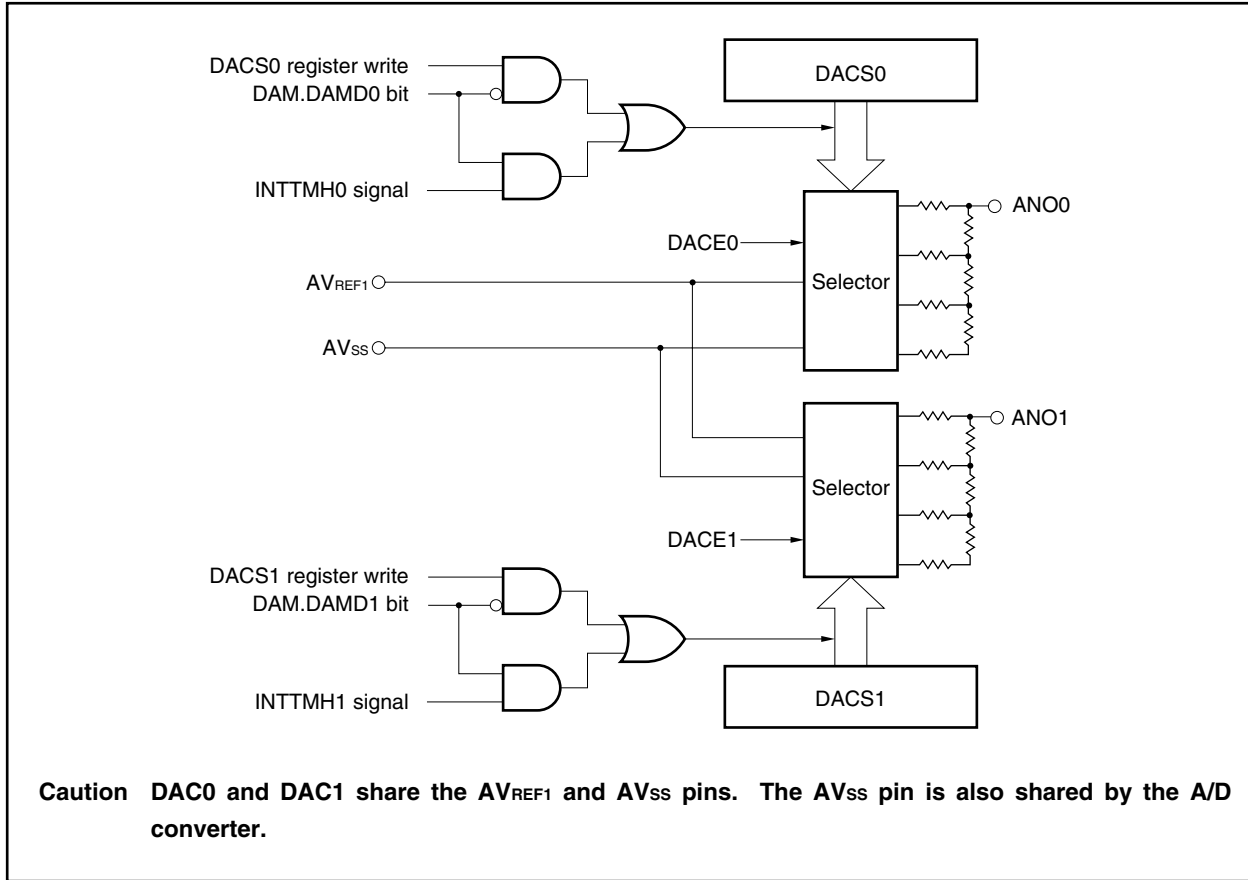 DACS0 register write
DAM.DAMD0 bit
INTTMH0 signal
DACS0
DACE0
Selector
ANO0
AVREF1
AVSS
Selector
ANO1
DACE1
DACS1 register write
DAM.DAMD1 bit
INTTMH1 signal
DACS1
Caution DAC0 and DAC1 share the AVREF1 and AVSS pins. The AVSS pin is also shared by the A/D
converter.